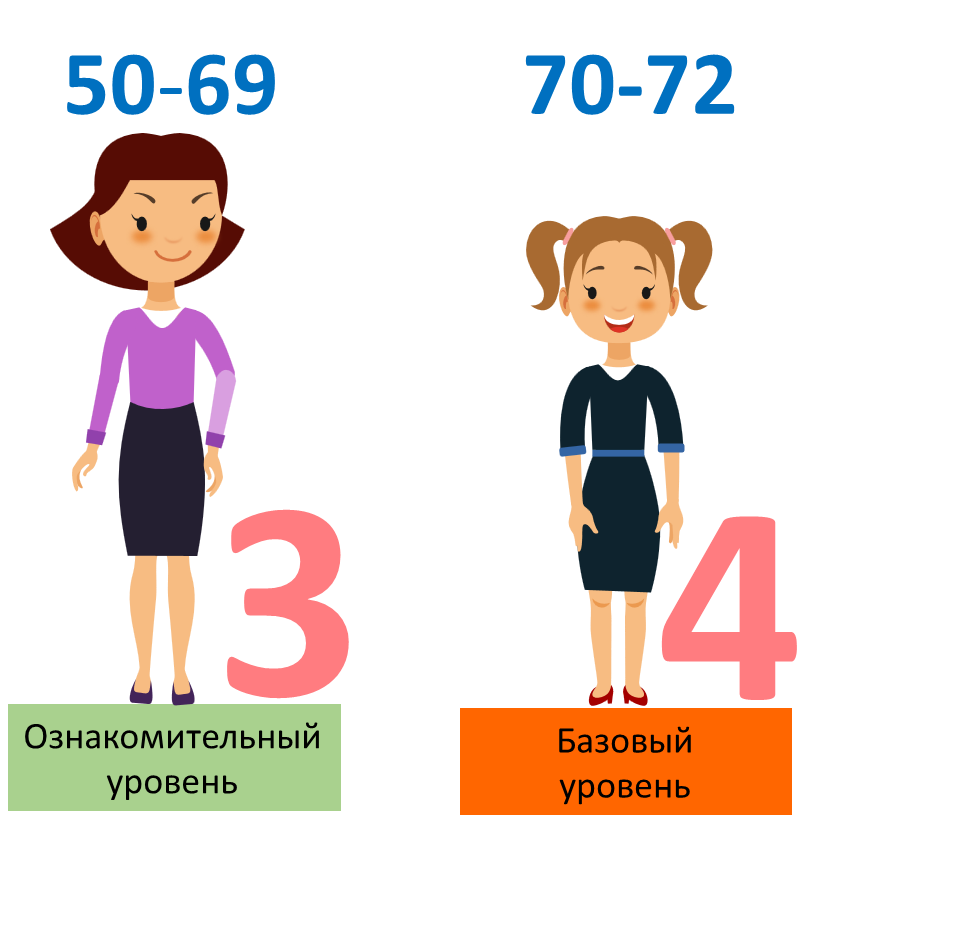 50-69
70-72
3
4
Ознакомительный
уровень
Базовый
уровень